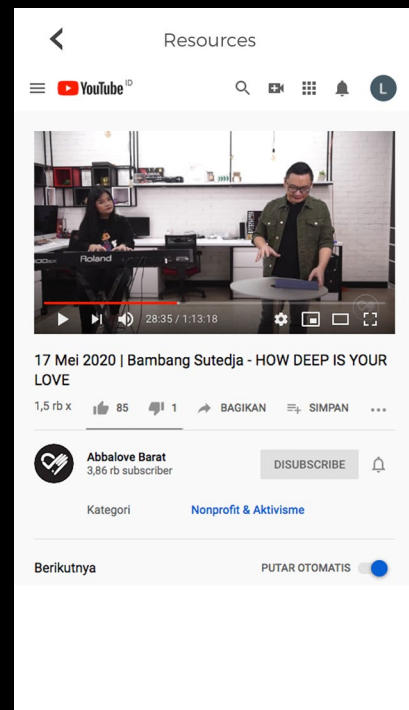 Resources
YouTube ID
L
Roland
28:35 / 1:13:18
17 Mei 2020 | Bambang Sutedja - HOW DEEP IS YOUR
LOVE
1,5 rb x 85 1 BAGIKAN SIMPAN
Abbalove Barat
3,86 rb subscriber
DISUBSCRIBE
Kategori Nonprofit & Aktivisme
Berikutnya PUTAR OTOMATIS